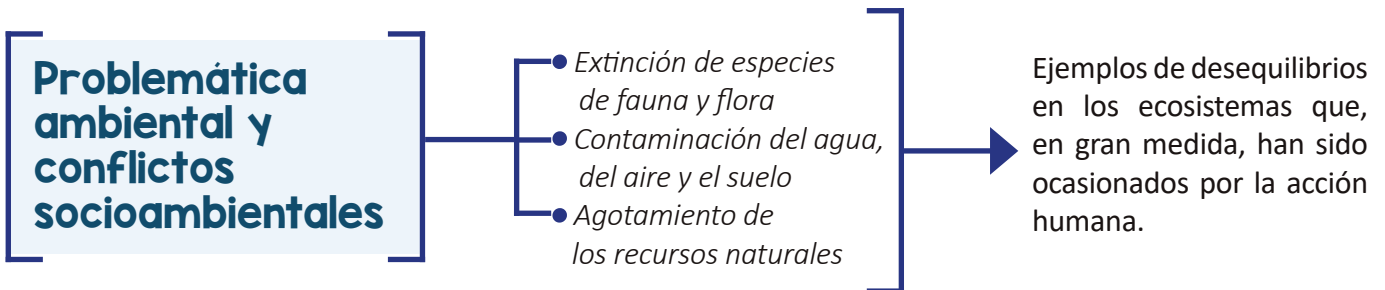 Problemática
ambiental y
conflictos
socioambientales
Extinción de especies
de fauna y flora
Contaminación del agua,
del aire y el suelo
Agotamiento de
los recursos naturales
Ejemplos de desequilibrios
en los ecosistemas que,
en gran medida, han sido
ocasionados por la acción
humana.